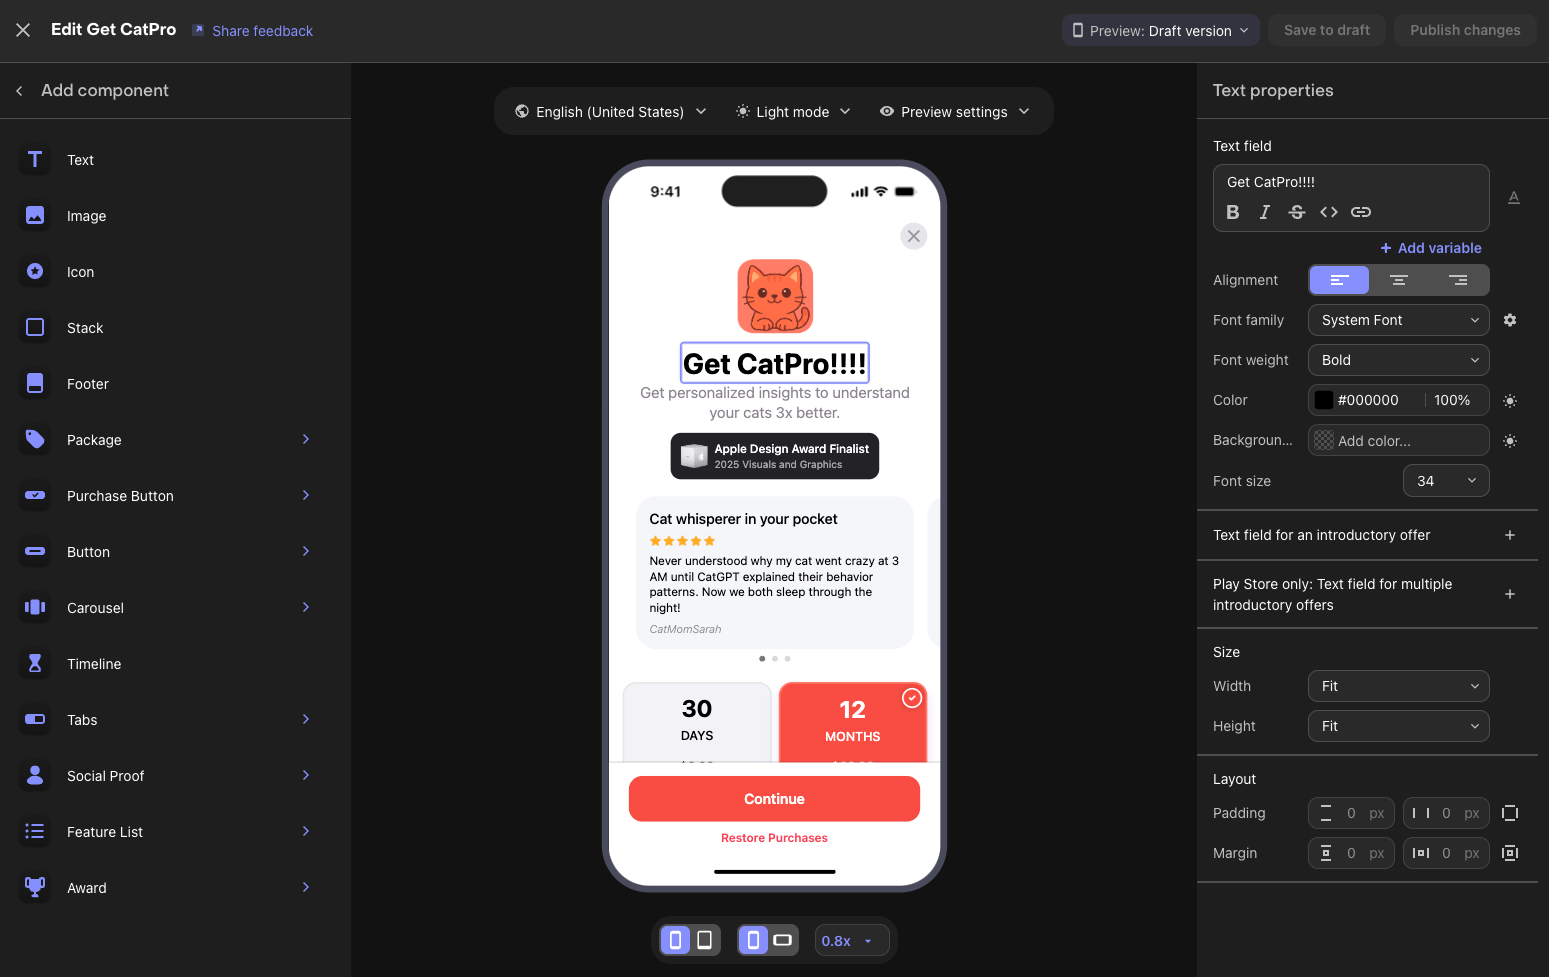 Edit Get CatPro
Share feedback
Preview: Draft version
Save to draft
Publish changes
Add component
Text
Image
Icon
Stack
Footer
Package
Purchase Button
Button
Carousel
Timeline
Tabs
Social Proof
Feature List
Award
English (United States)
Light mode
Preview settings
9:41
Get CatPro!!!!
Get personalized insights to understand
your cats 3x better.
Apple Design Award Finalist
2025 Visuals and Graphics
Cat whisperer in your pocket
Never understood why my cat went crazy at 3
AM until CatGPT explained their behavior
patterns. Now we both sleep through the
night!
CatMomSarah
30
DAYS
12
MONTHS
Continue
Restore Purchases
0.8x
Text properties
Text field
Get CatPro!!!!
B I S
A
+ Add variable
Alignment
Font family
System Font
Font weight
Bold
Color
#000000
100%
Backgroun...
Add color...
Font size
34
Text field for an introductory offer
Play Store only: Text field for multiple
introductory offers
Size
Width
Fit
Height
Fit
Layout
Padding
0 px
0 px
Margin
0 px
0 px